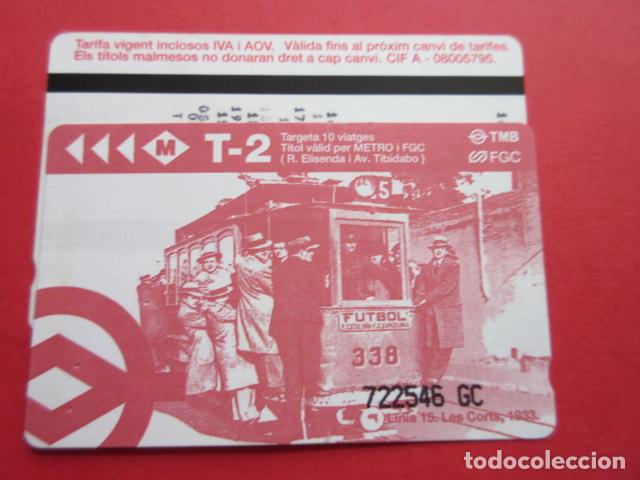 Tarifa vigent inclosos IVA i AOV. Vàlida fins al pròxim canvi de tarifes.
Els títols malmesos no donaran dret a cap canvi. CIF A - 08005795.
M T-2
Targeta 10 viatges
Títol vàlid per METRO i FGC
( R. Elisenda i Av. Tibidabo )
TMB
FGC
5
FUTBOL
F.C. BARCELONA
338
722546 GC
Línia 15. Les Corts, 1933.
todocoleccion.net